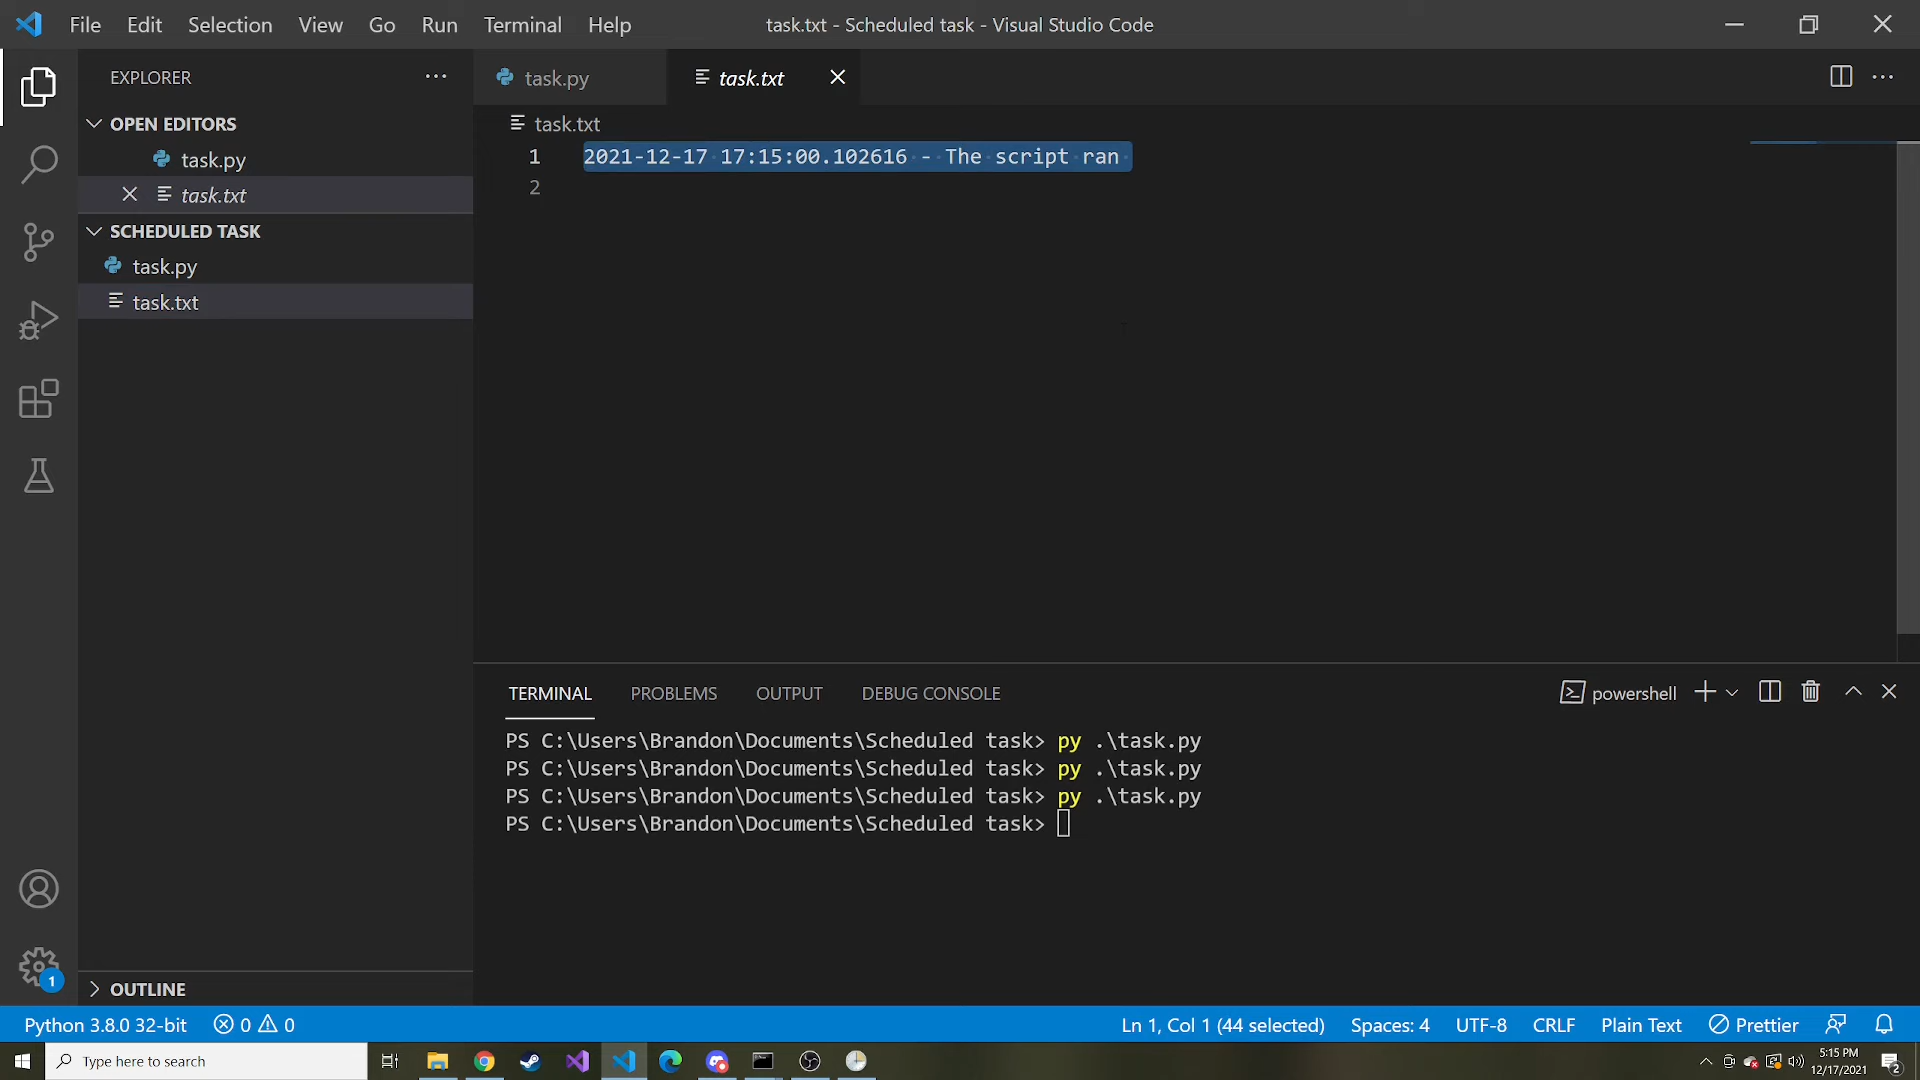 File Edit Selection View Go Run Terminal Help
task.txt - Scheduled task - Visual Studio Code
EXPLORER
OPEN EDITORS
task.py
task.txt
SCHEDULED TASK
task.py
task.txt
OUTLINE
task.py
task.txt
task.txt
1 2021-12-17 17:15:00.102616 - The script ran
2
TERMINAL PROBLEMS OUTPUT DEBUG CONSOLE
powershell
PS C:\Users\Brandon\Documents\Scheduled task> py .\task.py
PS C:\Users\Brandon\Documents\Scheduled task> py .\task.py
PS C:\Users\Brandon\Documents\Scheduled task> py .\task.py
PS C:\Users\Brandon\Documents\Scheduled task>
1
Python 3.8.0 32-bit 0 0 Ln 1, Col 1 (44 selected) Spaces: 4 UTF-8 CRLF Plain Text Prettier
Type here to search
5:15 PM
12/17/2021
2